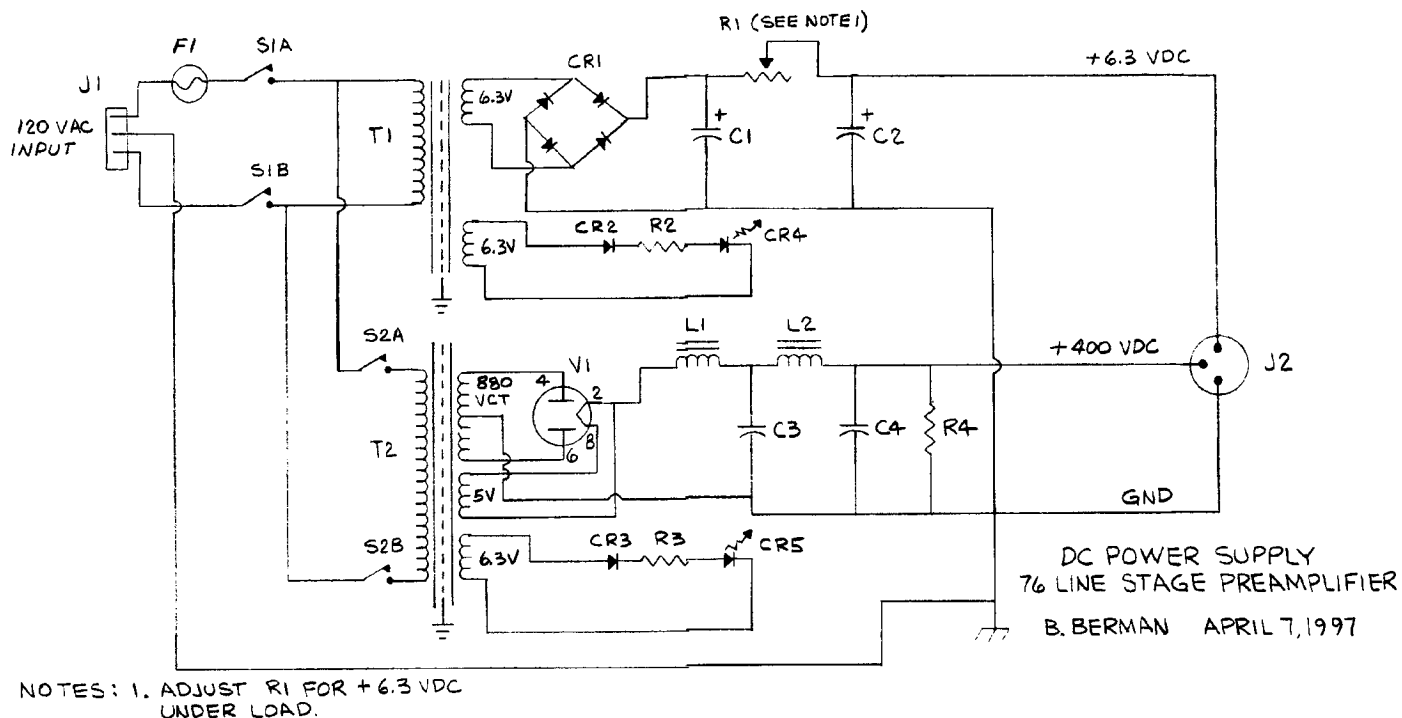 R1 (SEE NOTE 1)
F1
S1A
CR1
+6.3 VDC
J1
6.3V
120 VAC
INPUT
T1
+
C1
+
C2
S1B
6.3V
CR2
R2
CR4
S2A
L1
L2
+400 VDC
J2
880
VCT
4
V1
2
8
6
T2
C3
C4
R4
5V
GND
S2B
6.3V
CR3
R3
CR5
DC POWER SUPPLY
76 LINE STAGE PREAMPLIFIER
B. BERMAN APRIL 7, 1997
NOTES: 1. ADJUST R1 FOR +6.3 VDC
UNDER LOAD.